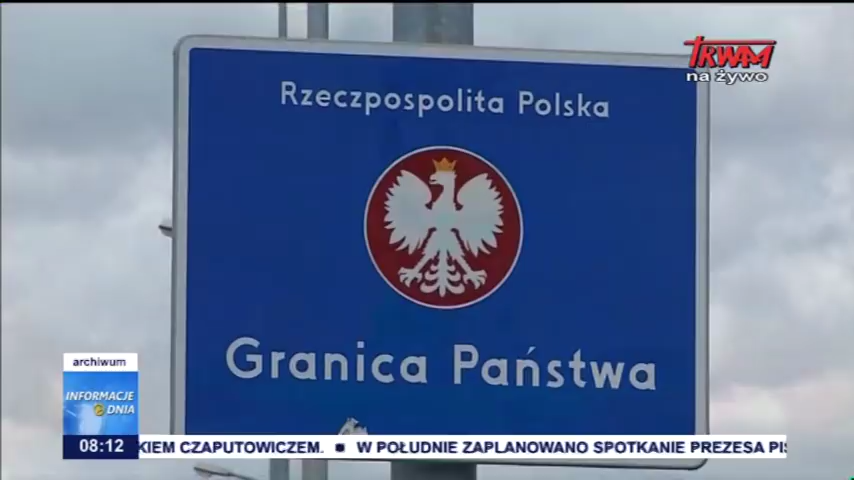 TRWAM
na żywo
Rzeczpospolita Polska
Granica Państwa
archiwum
INFORMACJE
DNIA
08:12 KIEM CZAPUTOWICZEM. ■ W POŁUDNIE ZAPLANOWANO SPOTKANIE PREZESA PIS